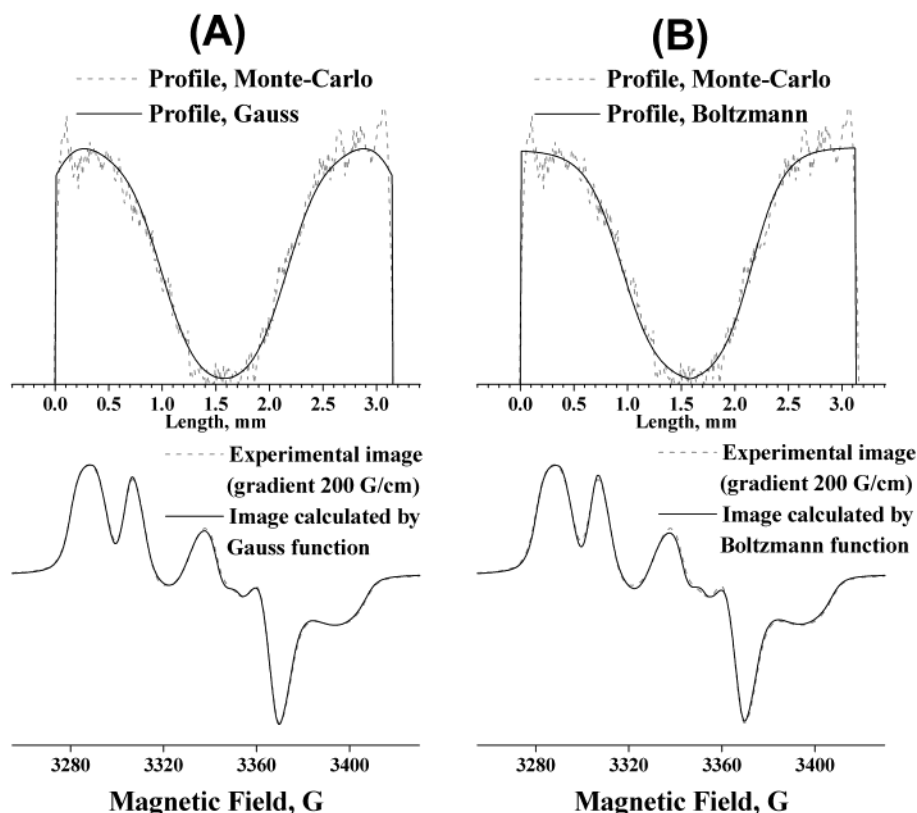 (A)
Profile, Monte-Carlo
Profile, Gauss
0.0 0.5 1.0 1.5 2.0 2.5 3.0
Length, mm
Experimental image
(gradient 200 G/cm)
Image calculated by
Gauss function
3280 3320 3360 3400
Magnetic Field, G
(B)
Profile, Monte-Carlo
Profile, Boltzmann
0.0 0.5 1.0 1.5 2.0 2.5 3.0
Length, mm
Experimental image
(gradient 200 G/cm)
Image calculated by
Boltzmann function
3280 3320 3360 3400
Magnetic Field, G